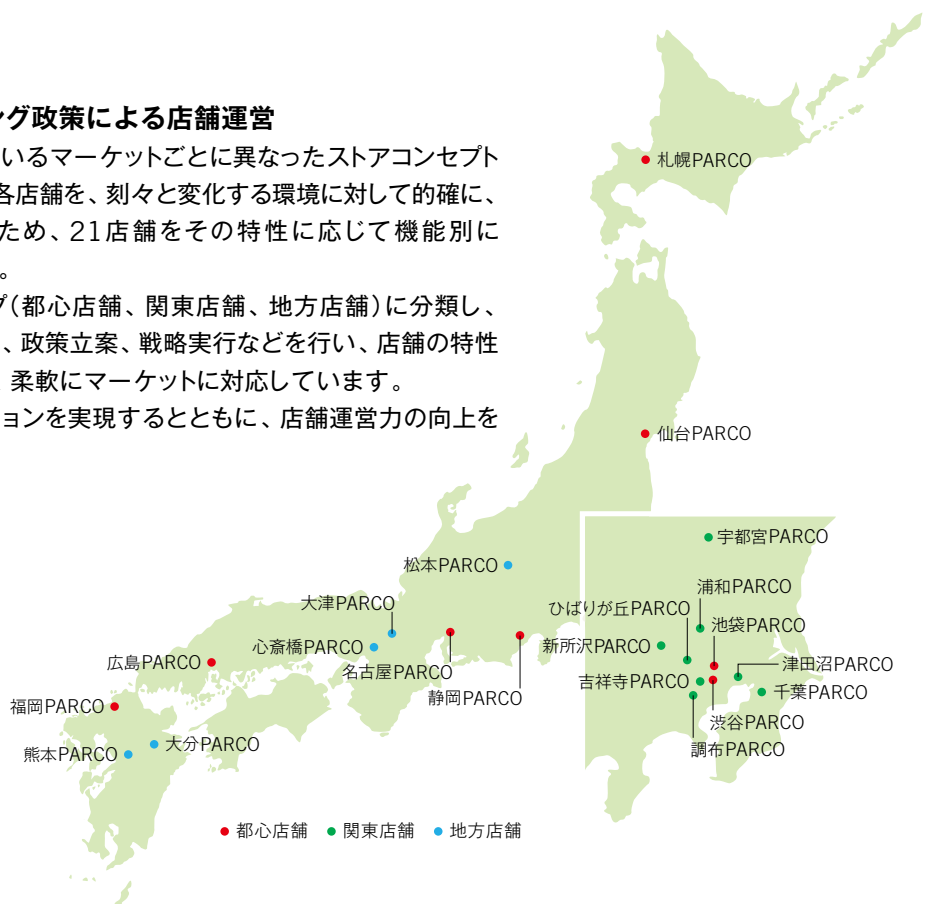 ング政策による店舗運営
いるマーケットごとに異なったストアコンセプト
各店舗を、刻々と変化する環境に対して的確に、
ため、21店舗をその特性に応じて機能別に
。
プ(都心店舗、関東店舗、地方店舗)に分類し、
、政策立案、戦略実行などを行い、店舗の特性
柔軟にマーケットに対応しています。
ョンを実現するとともに、店舗運営力の向上を
札幌PARCO
仙台PARCO
宇都宮PARCO
松本PARCO
浦和PARCO
大津PARCO
ひばりが丘PARCO
池袋PARCO
心斎橋PARCO
新所沢PARCO
広島PARCO
名古屋PARCO
津田沼PARCO
静岡PARCO
吉祥寺PARCO
千葉PARCO
福岡PARCO
渋谷PARCO
大分PARCO
調布PARCO
熊本PARCO
都心店舗 関東店舗 地方店舗